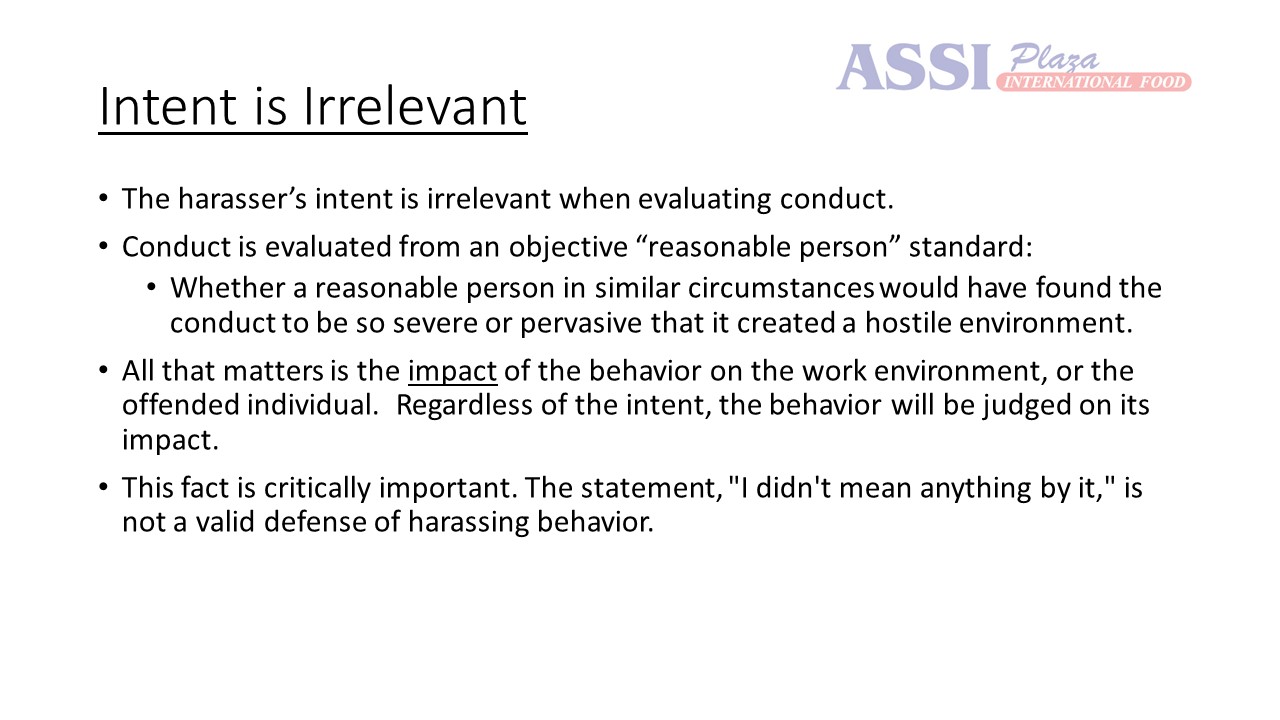 ASSI Plaza
INTERNATIONAL FOOD
Intent is Irrelevant
• The harasser’s intent is irrelevant when evaluating conduct.
• Conduct is evaluated from an objective “reasonable person” standard:
• Whether a reasonable person in similar circumstances would have found the
conduct to be so severe or pervasive that it created a hostile environment.
• All that matters is the impact of the behavior on the work environment, or the
offended individual.  Regardless of the intent, the behavior will be judged on its
impact.
• This fact is critically important. The statement, "I didn't mean anything by it," is
not a valid defense of harassing behavior.